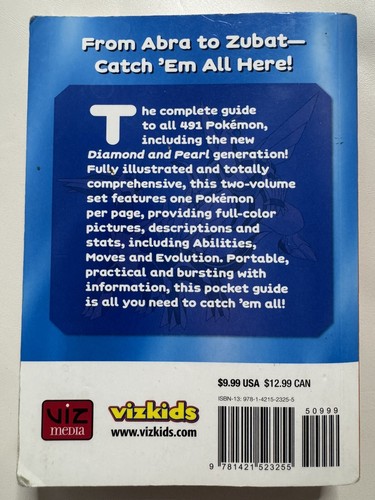 From Abra to Zubat—
Catch 'Em All Here!
The complete guide
to all 491 Pokémon,
including the new
Diamond and Pearl generation!
Fully illustrated and totally
comprehensive, this two-volume
set features one Pokémon
per page, providing full-color
pictures, descriptions and
stats, including Abilities,
Moves and Evolution. Portable,
practical and bursting with
information, this pocket guide
is all you need to catch 'em all!
$9.99 USA $12.99 CAN
ISBN-13: 978-1-4215-2325-5
50999
viz
media
vizkids
www.vizkids.com
9 781421 523255